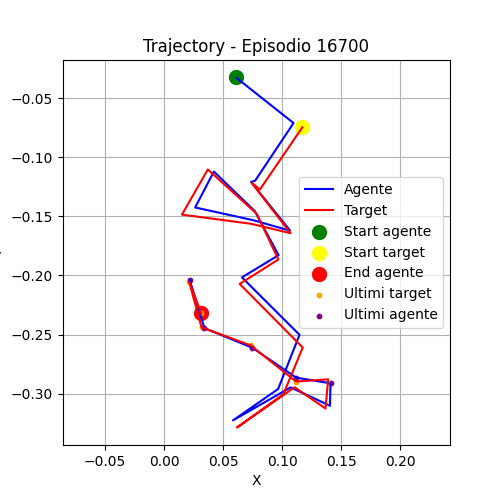 Trajectory - Episodio 16700
−0.05
−0.10
−0.15
−0.20
−0.25
−0.30
Agente
Target
Start agente
Start target
End agente
Ultimi target
Ultimi agente
−0.05 0.00 0.05 0.10 0.15 0.20
X